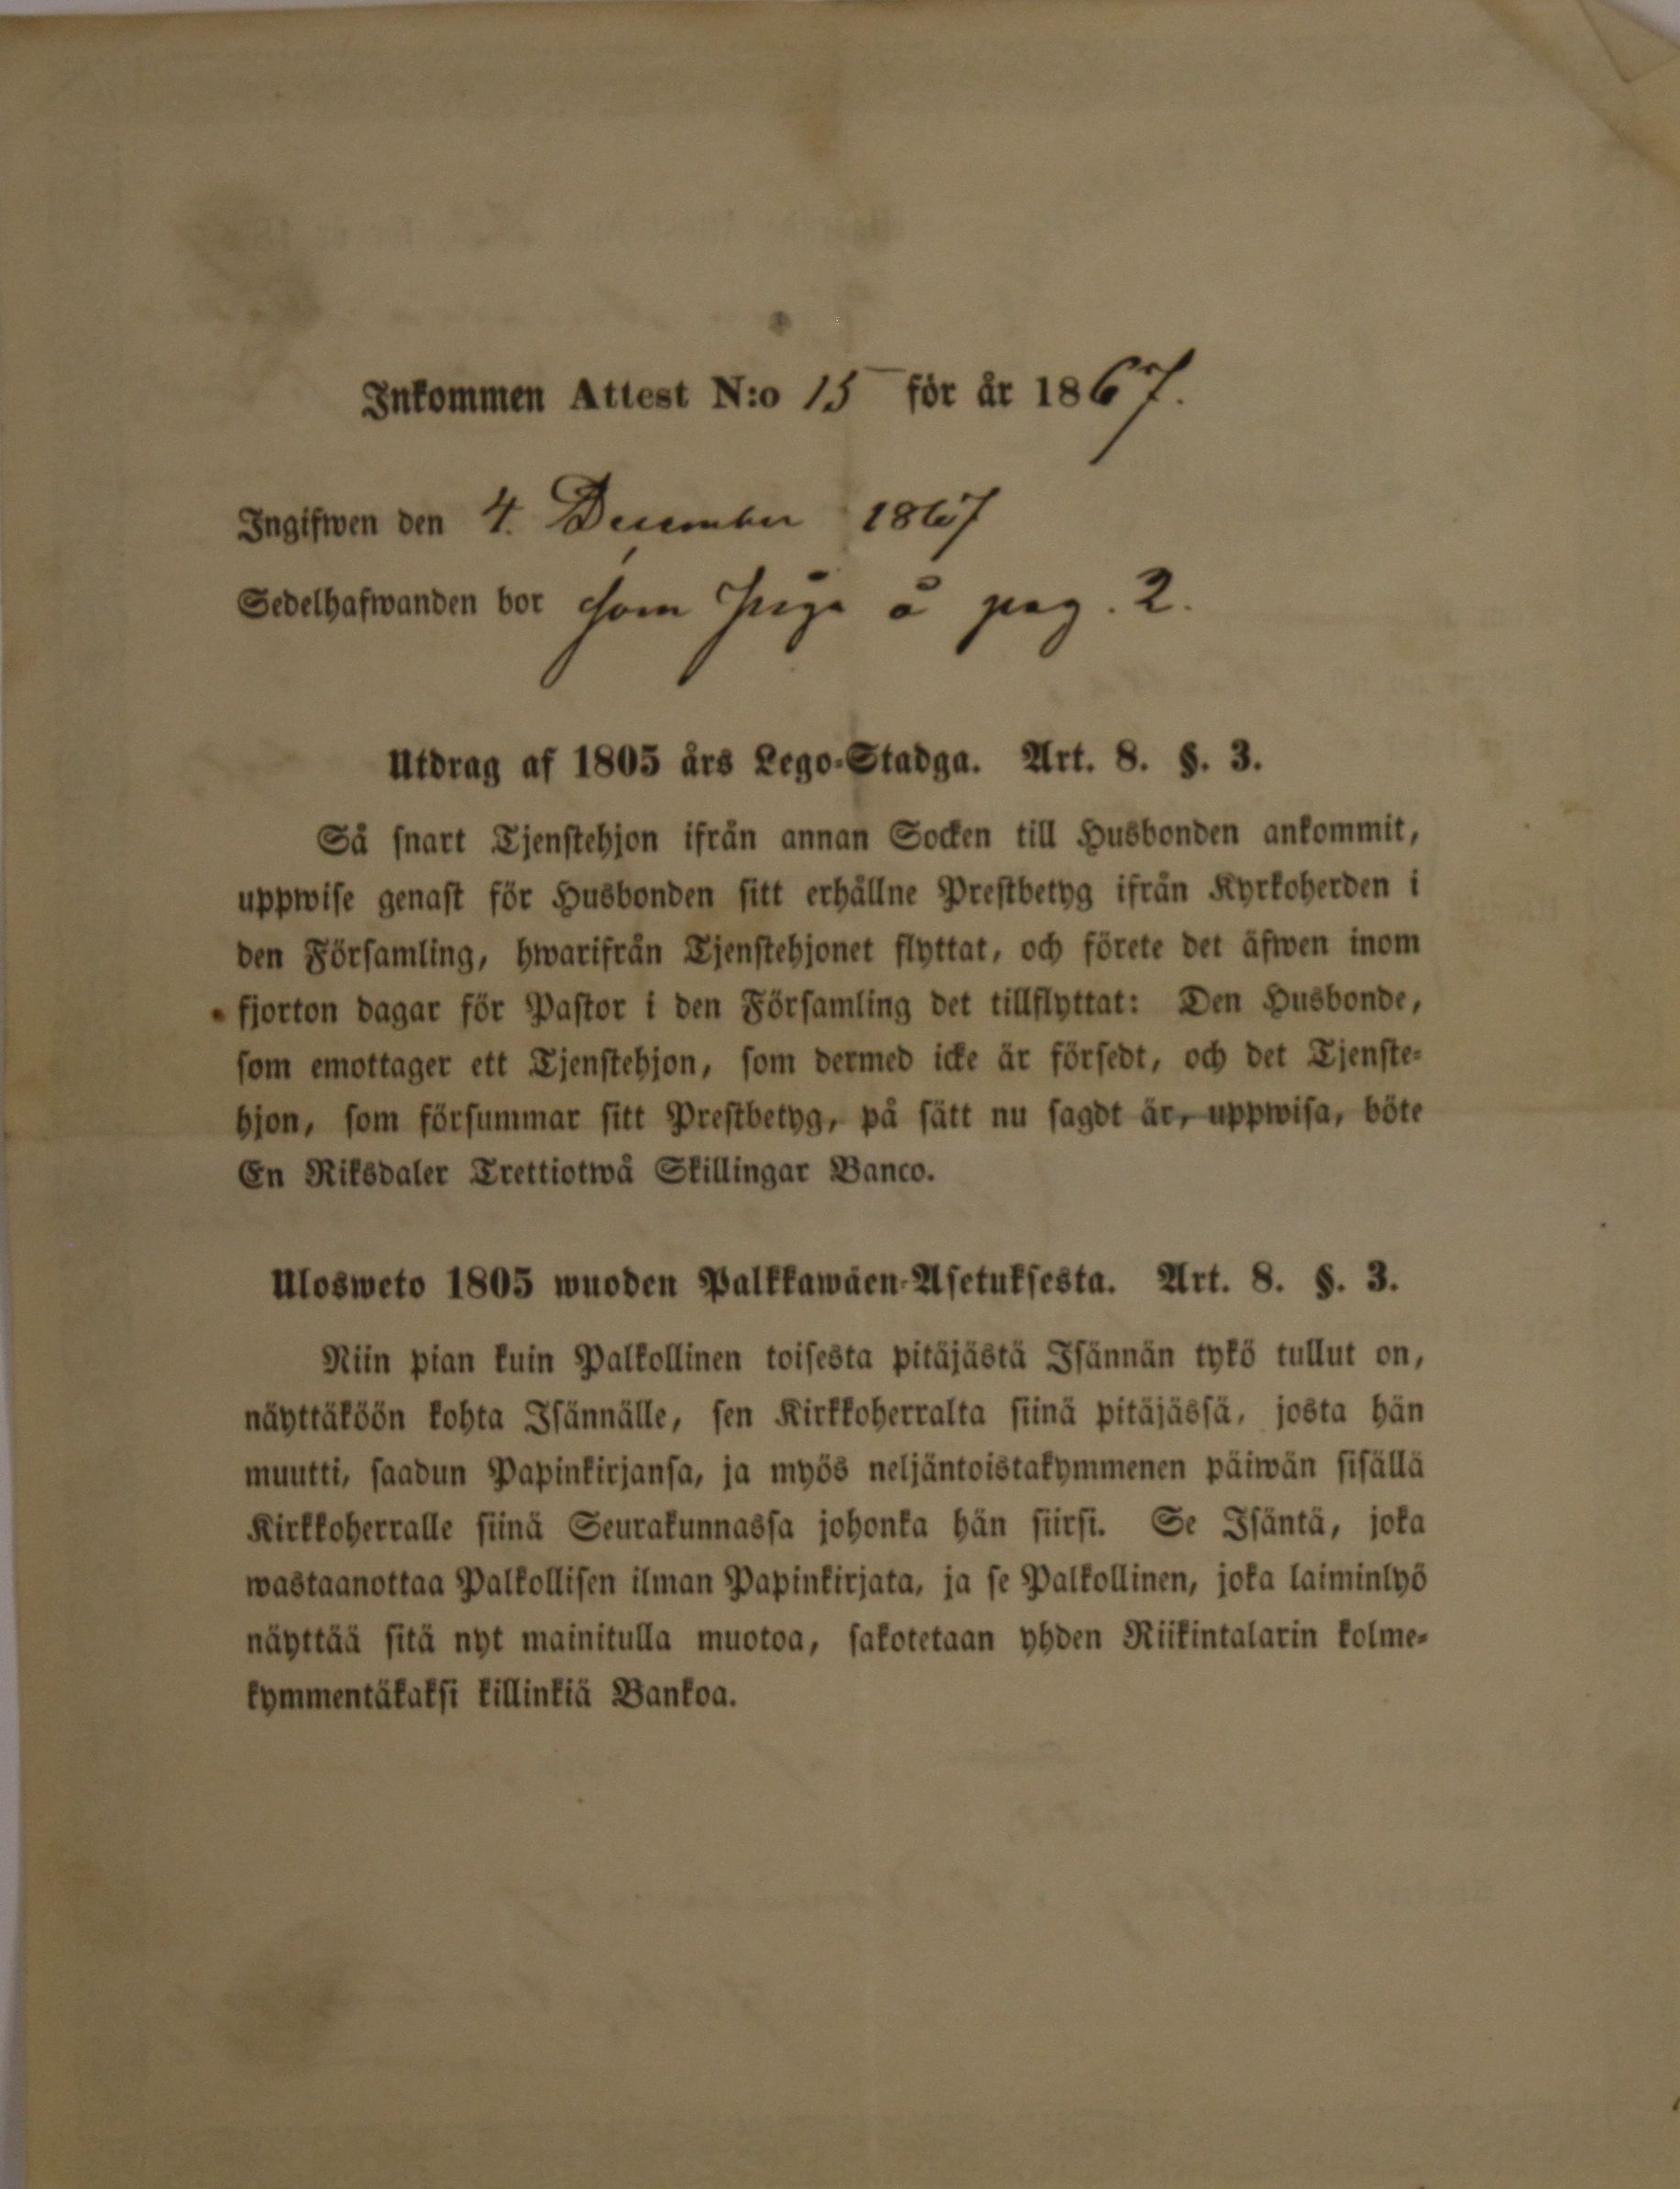 Inkommen Attest N:o 15 för år 1867.
Ingifwen den 4. December 1867
Sedelhafwanden bor som piga å pag. 2.
Utdrag af 1805 års Lego-Stadga. Art. 8. §. 3.
Så snart Tjenstehjon ifrån annan Socken till Husbonden ankommit,
uppwise genast för Husbonden sitt erhållne Prestbetyg ifrån Kyrkoherden i
den Församling, hwarifrån Tjenstehjonet flyttat, och förete det äfwen inom
fjorton dagar för Pastor i den Församling det tillflyttat: Den Husbonde,
som emottager ett Tjenstehjon, som dermed icke är försedt, och det Tjenste-
hjon, som försummar sitt Prestbetyg, på sätt nu sagdt är, uppwisa, böte
En Riksdaler Trettiotwå Skillingar Banco.
Ulosweto 1805 wuoden Palkkawäen-Asetuksesta. Art. 8. §. 3.
Niin pian kuin Palkollinen toisesta pitäjästä Isännän tykö tullut on,
näyttäköön kohta Isännälle, sen Kirkkoherralta siinä pitäjässä, josta hän
muutti, saadun Papinkirjansa, ja myös neljäntoistakymmenen päiwän sisällä
Kirkkoherralle siinä Seurakunnassa johonka hän siirsi. Se Isäntä, joka
wastaanottaa Palkollisen ilman Papinkirjata, ja se Palkollinen, joka laiminlyö
näyttää sitä nyt mainitulla muotoa, sakotetaan yhden Riikintalarin kolme-
kymmentäkaksi killinkiä Bankoa.